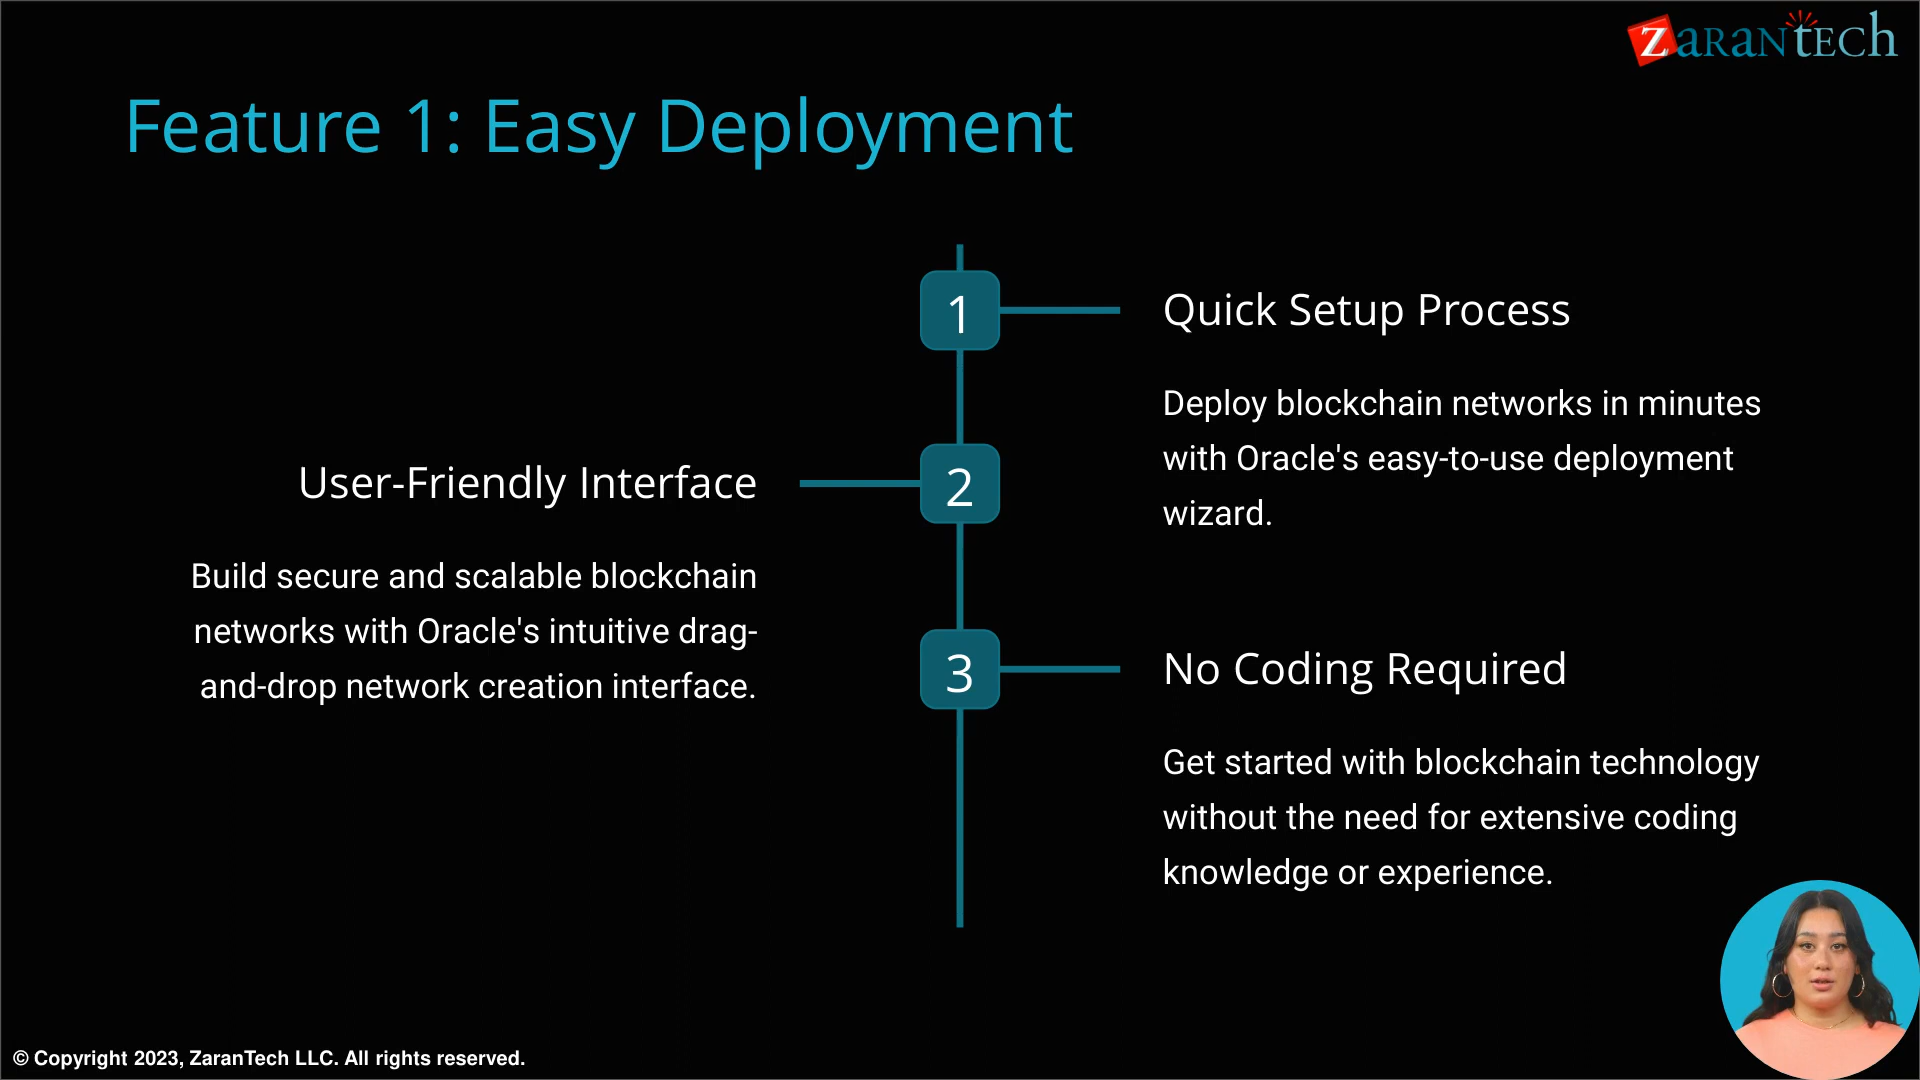 ZaranTech
Feature 1: Easy Deployment
1
Quick Setup Process
Deploy blockchain networks in minutes
with Oracle's easy-to-use deployment
wizard.
2
User-Friendly Interface
Build secure and scalable blockchain
networks with Oracle's intuitive drag-
and-drop network creation interface.
3
No Coding Required
Get started with blockchain technology
without the need for extensive coding
knowledge or experience.
© Copyright 2023, ZaranTech LLC. All rights reserved.